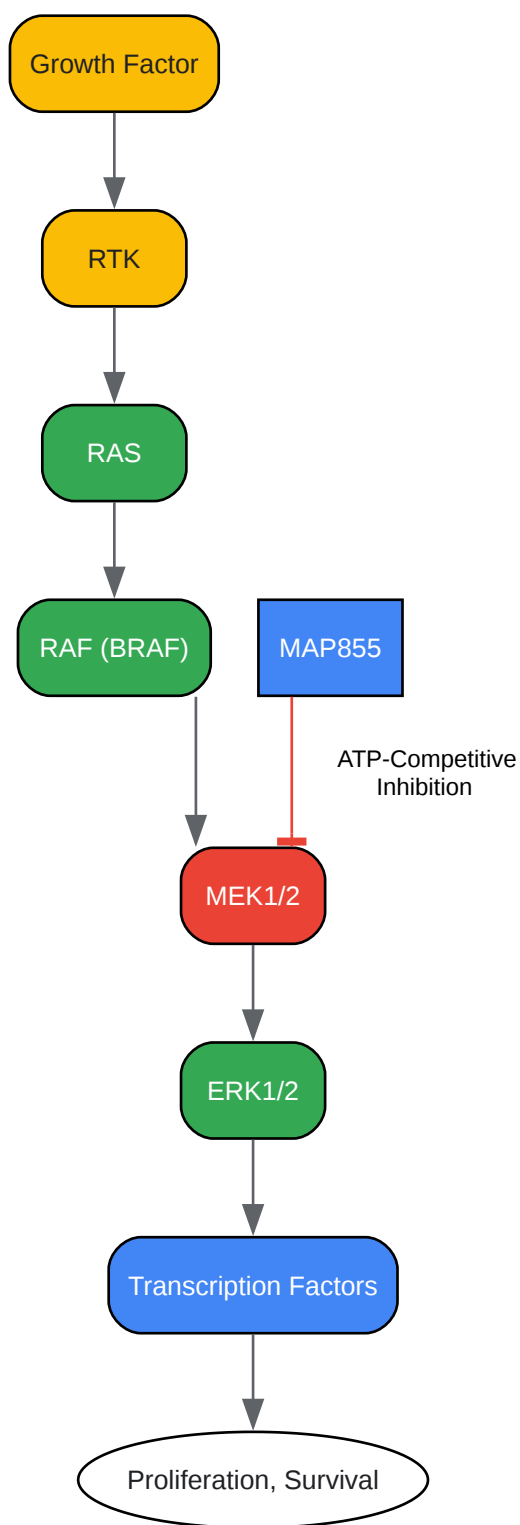 Growth Factor
RTK
RAS
RAF (BRAF)
MAP855
ATP-Competitive
Inhibition
MEK1/2
ERK1/2
Transcription Factors
Proliferation, Survival